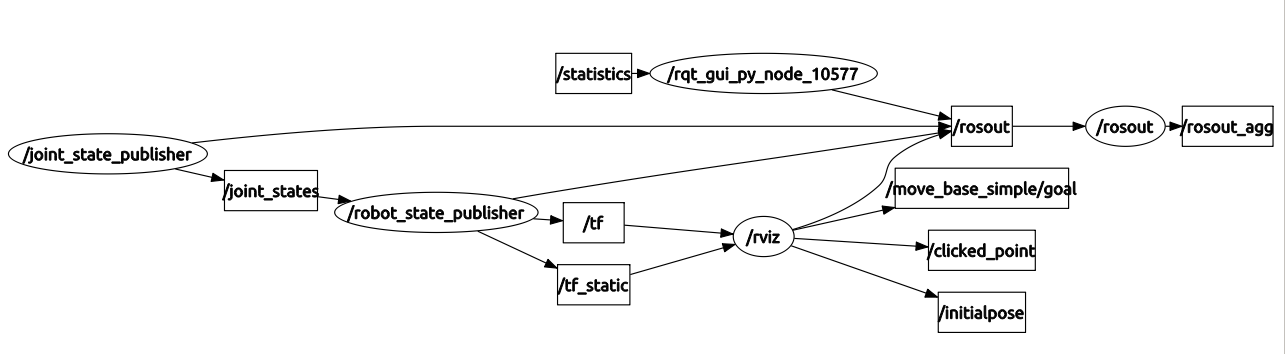 /statistics
/rqt_gui_py_node_10577
/rosout
/rosout
/rosout_agg
/joint_state_publisher
/joint_states
/move_base_simple/goal
/robot_state_publisher
/tf
/rviz
/clicked_point
/tf_static
/initialpose